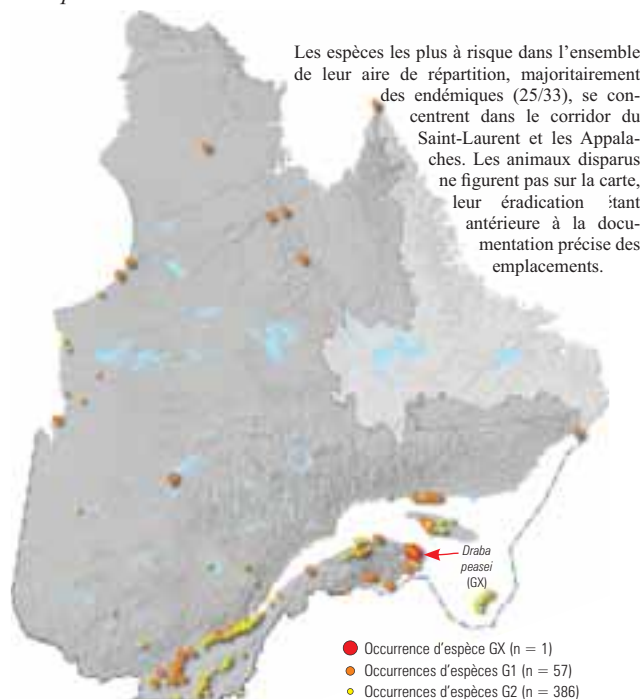 Les espèces les plus à risque dans l'ensemble
de leur aire de répartition, majoritairement
des endémiques (25/33), se con-
centrent dans le corridor du
Saint-Laurent et les Appala-
ches. Les animaux disparus
ne figurent pas sur la carte,
leur éradication étant
antérieure à la docu-
mentation précise des
emplacements.
Draba
peasei
(GX)
Occurrence d'espèce GX (n = 1)
Occurrences d'espèces G1 (n = 57)
Occurrences d'espèces G2 (n = 386)